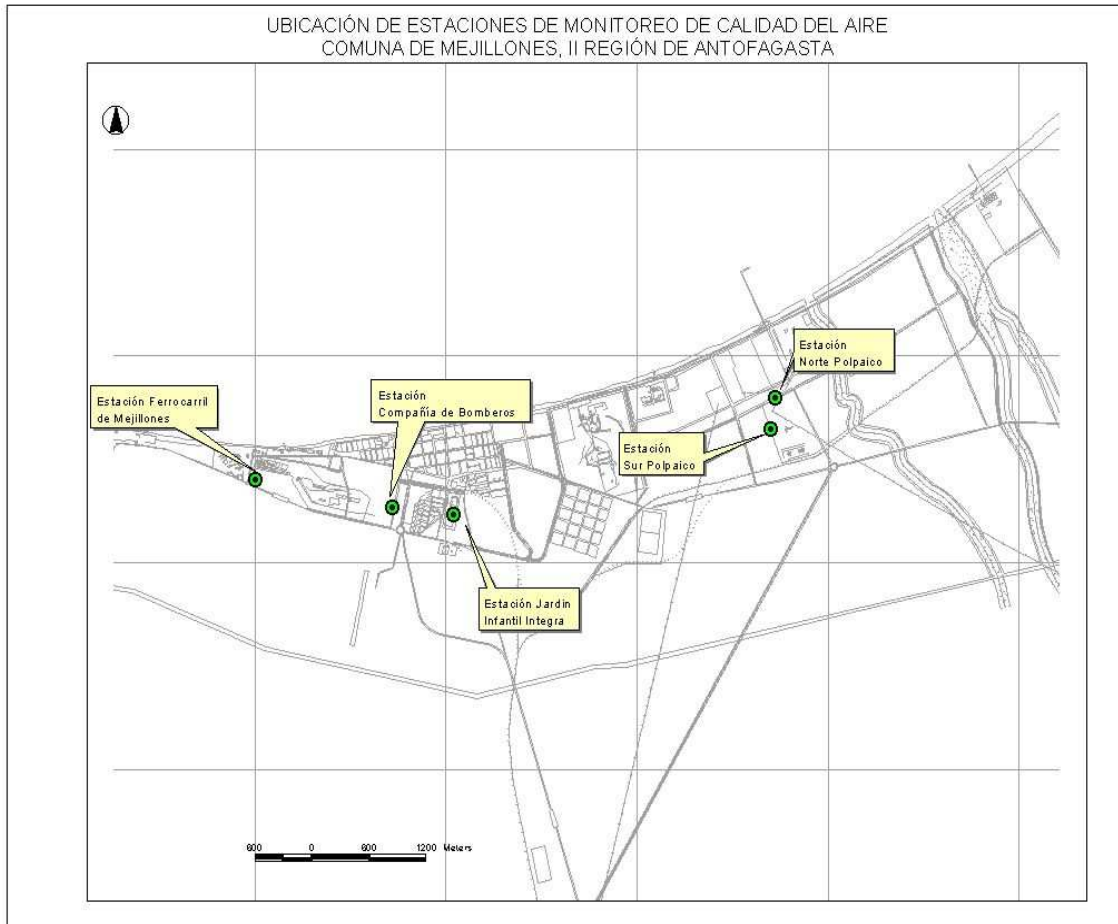 UBICACIÓN DE ESTACIONES DE MONITOREO DE CALIDAD DEL AIRE
COMUNA DE MEJILLONES, II REGIÓN DE ANTOFAGASTA
Estación
Norte Polpaico
Estación Ferrocarril
de Mejillones
Estación
Compañía de Bomberos
Estación
Sur Polpaico
Estación Jardin
Infantil Integra
600 0 600 1200 Meters